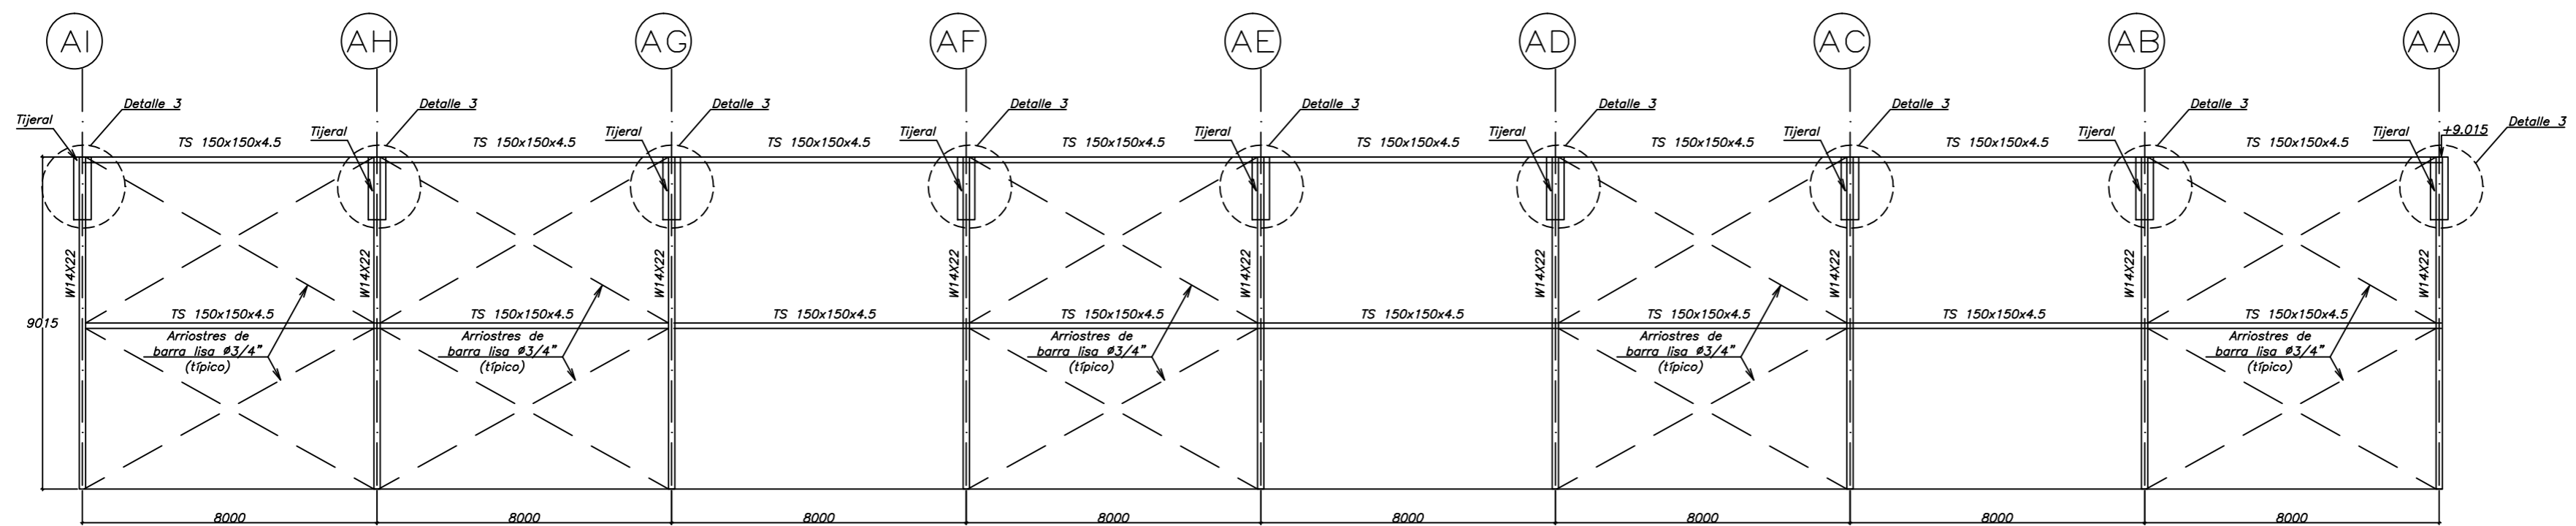 AI AH AG AF AE AD AC AB AA
Detalle 3 Detalle 3 Detalle 3 Detalle 3 Detalle 3 Detalle 3 Detalle 3 Detalle 3 Detalle 3
Tijeral Tijeral Tijeral Tijeral Tijeral Tijeral Tijeral Tijeral Tijeral +9.015
TS 150x150x4.5 TS 150x150x4.5 TS 150x150x4.5 TS 150x150x4.5 TS 150x150x4.5 TS 150x150x4.5 TS 150x150x4.5 TS 150x150x4.5
W14X22 W14X22 W14X22 W14X22 W14X22 W14X22 W14X22 W14X22 W14X22
TS 150x150x4.5 TS 150x150x4.5 TS 150x150x4.5 TS 150x150x4.5 TS 150x150x4.5 TS 150x150x4.5 TS 150x150x4.5 TS 150x150x4.5
9015
Arriostres de
barra lisa ø3/4"
(típico)
Arriostres de
barra lisa ø3/4"
(típico)
Arriostres de
barra lisa ø3/4"
(típico)
Arriostres de
barra lisa ø3/4"
(típico)
Arriostres de
barra lisa ø3/4"
(típico)
8000 8000 8000 8000 8000 8000 8000 8000